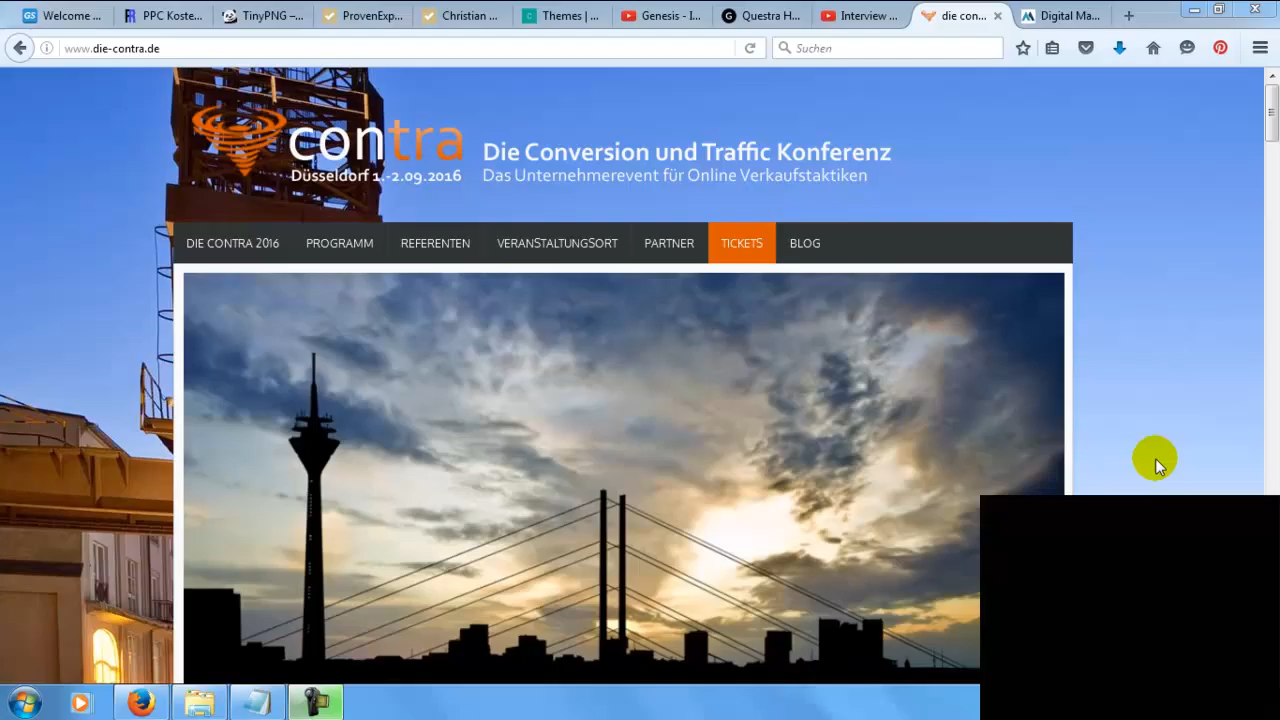 Welcome ...
PPC Koste...
TinyPNG –...
ProvenExp...
Christian ...
Themes | ...
Genesis - I...
Questra H...
Interview ...
die con...
Digital Ma...
www.die-contra.de
Suchen
contra
Düsseldorf 1.-2.09.2016
Die Conversion und Traffic Konferenz
Das Unternehmerevent für Online Verkaufstaktiken
DIE CONTRA 2016
PROGRAMM
REFERENTEN
VERANSTALTUNGSORT
PARTNER
TICKETS
BLOG